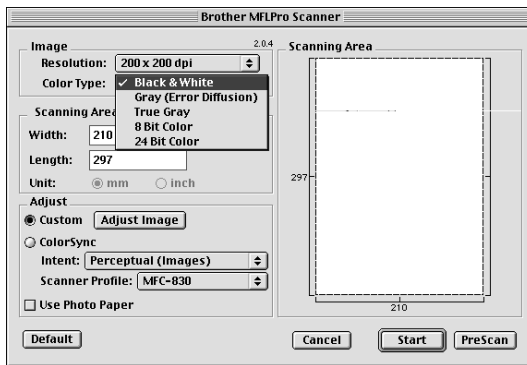 Brother MFLPro Scanner
Image
2.0.4
Resolution: 200 x 200 dpi
Color Type: ✓ Black & White
Gray (Error Diffusion)
True Gray
8 Bit Color
24 Bit Color
Scanning Area
Width: 210
Length: 297
Unit: mm inch
Adjust
Custom Adjust Image
ColorSync
Intent: Perceptual (Images)
Scanner Profile: MFC-830
Use Photo Paper
Default
Scanning Area
297
210
Cancel Start PreScan